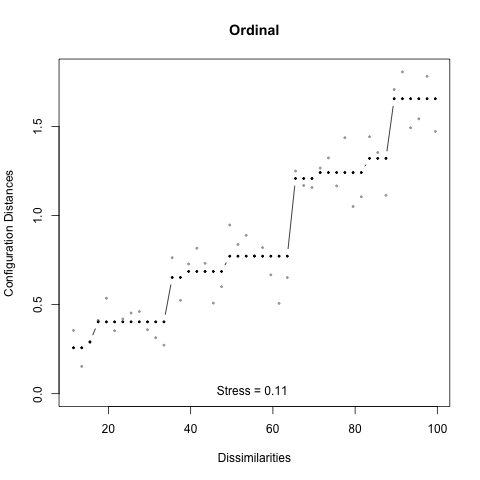 Ordinal
Configuration Distances
1.5
1.0
0.5
0.0
Stress = 0.11
20 40 60 80 100
Dissimilarities